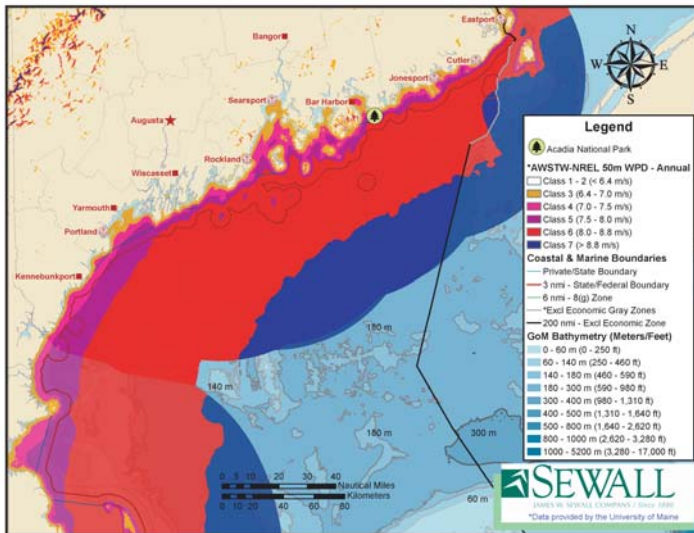 Eastport
Bangor
Cutler
Jonesport
Searsport
Bar Harbor
Augusta
Rockland
Wiscasset
Yarmouth
Portland
Kennebunkport
N
W E
S
Legend
Acadia National Park
*AWSTW-NREL 50m WPD - Annual
Class 1 - 2 (< 6.4 m/s)
Class 3 (6.4 - 7.0 m/s)
Class 4 (7.0 - 7.5 m/s)
Class 5 (7.5 - 8.0 m/s)
Class 6 (8.0 - 8.8 m/s)
Class 7 (> 8.8 m/s)
Coastal & Marine Boundaries
Private/State Boundary
3 nmi - State/Federal Boundary
6 nmi - 8(g) Zone
*Excl Economic Gray Zones
200 nmi - Excl Economic Zone
GoM Bathymetry (Meters/Feet)
0 - 60 m (0 - 250 ft)
60 - 140 m (250 - 460 ft)
140 - 180 m (460 - 590 ft)
180 - 300 m (590 - 980 ft)
300 - 400 m (980 - 1,310 ft)
400 - 500 m (1,310 - 1,640 ft)
500 - 800 m (1,640 - 2,620 ft)
800 - 1000 m (2,620 - 3,280 ft)
1000 - 5200 m (3,280 - 17,000 ft)
180 m
140 m
180 m
300 m
60 m
0 5 10 20 30 40
Nautical Miles
Kilometers
0 10 20 40 60 80
SEWALL
JAMES W. SEWALL COMPANY / Since 1880
*Data provided by the University of Maine